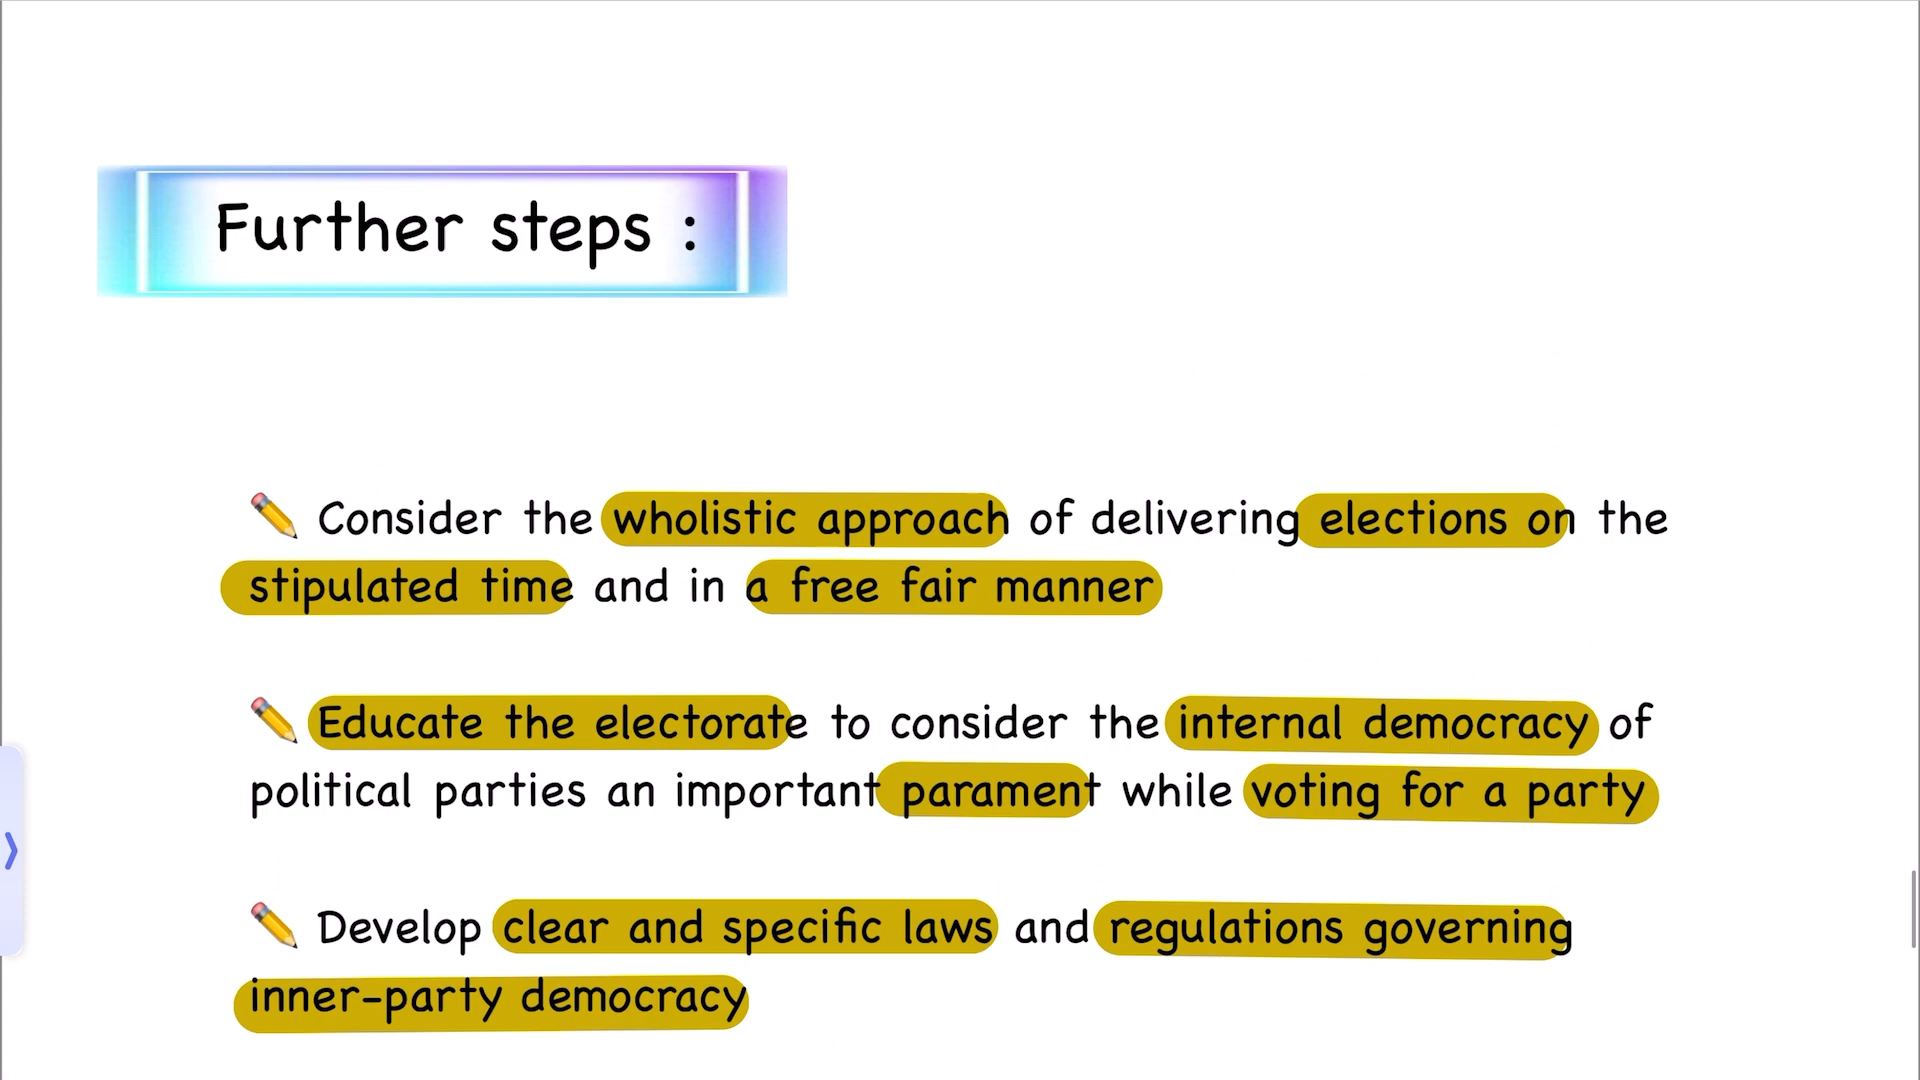 Further steps :
✏️ Consider the wholistic approach of delivering elections on the
stipulated time and in a free fair manner
✏️ Educate the electorate to consider the internal democracy of
political parties an important parament while voting for a party
✏️ Develop clear and specific laws and regulations governing
inner-party democracy